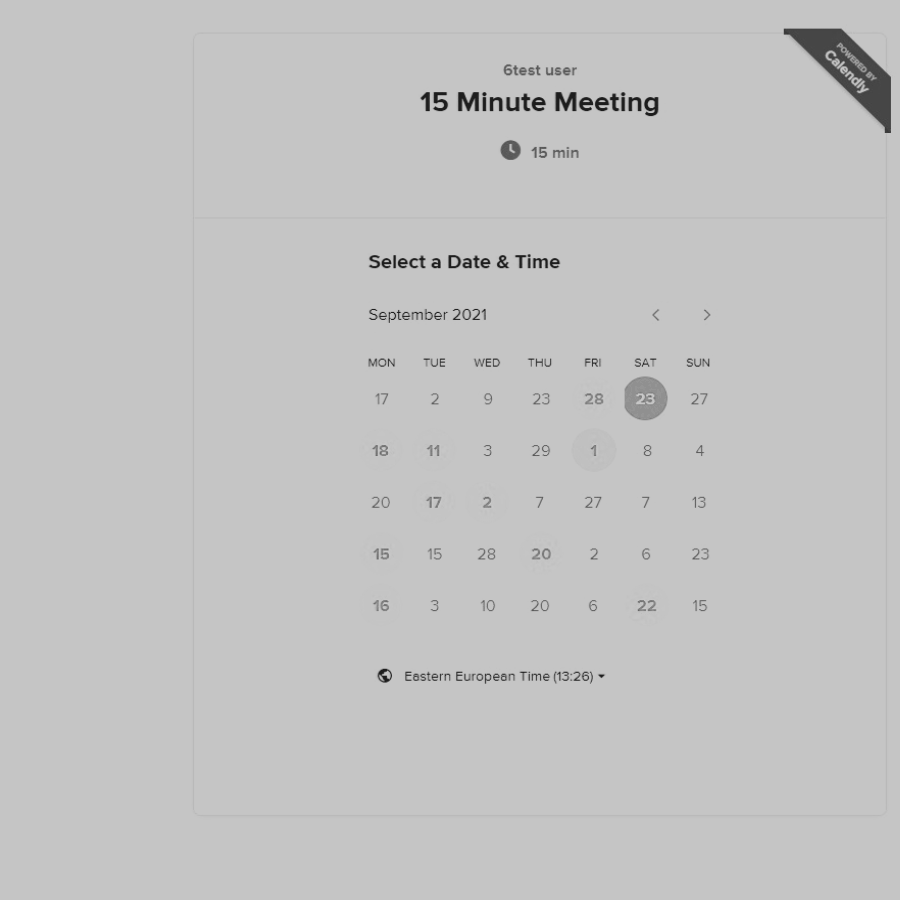 POWERED BY
Calendly
6test user
15 Minute Meeting
15 min
Select a Date & Time
September 2021
MON TUE WED THU FRI SAT SUN
17 2 9 23 28 23 27
18 11 3 29 1 8 4
20 17 2 7 27 7 13
15 15 28 20 2 6 23
16 3 10 20 6 22 15
Eastern European Time (13:26)